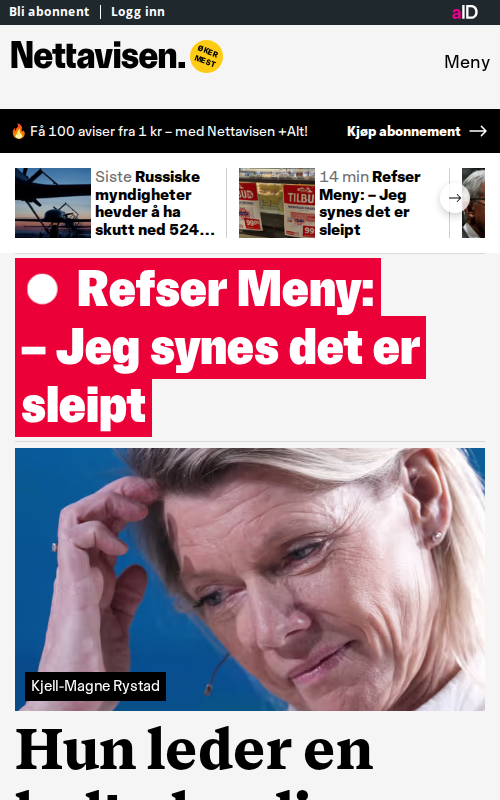 Bli abonnent | Logg inn
aID
Nettavisen.
ØKER
MEST
Meny
🔥 Få 100 aviser fra 1 kr – med Nettavisen +Alt!
Kjøp abonnement →
Siste Russiske
myndigheter
hevder å ha
skutt ned 524...
TILBUD
14 min Refser
Meny: – Jeg
synes det er
sleipt
Refser Meny:
– Jeg synes det er
sleipt
Kjell-Magne Rystad
Hun leder en